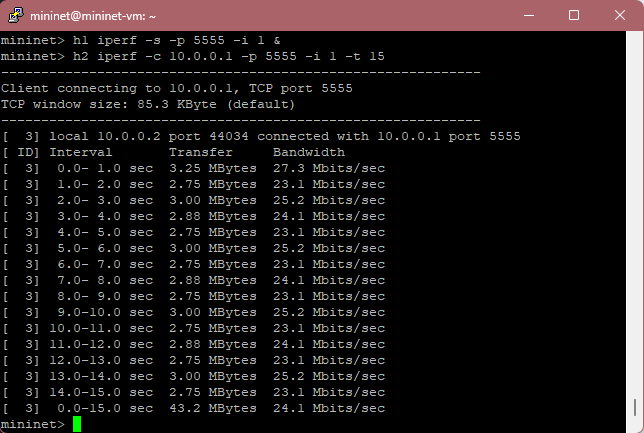 mininet@mininet-vm: ~
mininet> h1 iperf -s -p 5555 -i 1 &
mininet> h2 iperf -c 10.0.0.1 -p 5555 -i 1 -t 15
------------------------------------------------------------
Client connecting to 10.0.0.1, TCP port 5555
TCP window size: 85.3 KByte (default)
------------------------------------------------------------
[  3] local 10.0.0.2 port 44034 connected with 10.0.0.1 port 5555
[ ID] Interval       Transfer     Bandwidth
[  3]  0.0- 1.0 sec  3.25 MBytes  27.3 Mbits/sec
[  3]  1.0- 2.0 sec  2.75 MBytes  23.1 Mbits/sec
[  3]  2.0- 3.0 sec  3.00 MBytes  25.2 Mbits/sec
[  3]  3.0- 4.0 sec  2.88 MBytes  24.1 Mbits/sec
[  3]  4.0- 5.0 sec  2.75 MBytes  23.1 Mbits/sec
[  3]  5.0- 6.0 sec  3.00 MBytes  25.2 Mbits/sec
[  3]  6.0- 7.0 sec  2.75 MBytes  23.1 Mbits/sec
[  3]  7.0- 8.0 sec  2.88 MBytes  24.1 Mbits/sec
[  3]  8.0- 9.0 sec  2.75 MBytes  23.1 Mbits/sec
[  3]  9.0-10.0 sec  3.00 MBytes  25.2 Mbits/sec
[  3] 10.0-11.0 sec  2.75 MBytes  23.1 Mbits/sec
[  3] 11.0-12.0 sec  2.88 MBytes  24.1 Mbits/sec
[  3] 12.0-13.0 sec  2.75 MBytes  23.1 Mbits/sec
[  3] 13.0-14.0 sec  3.00 MBytes  25.2 Mbits/sec
[  3] 14.0-15.0 sec  2.75 MBytes  23.1 Mbits/sec
[  3]  0.0-15.0 sec  43.2 MBytes  24.1 Mbits/sec
mininet>